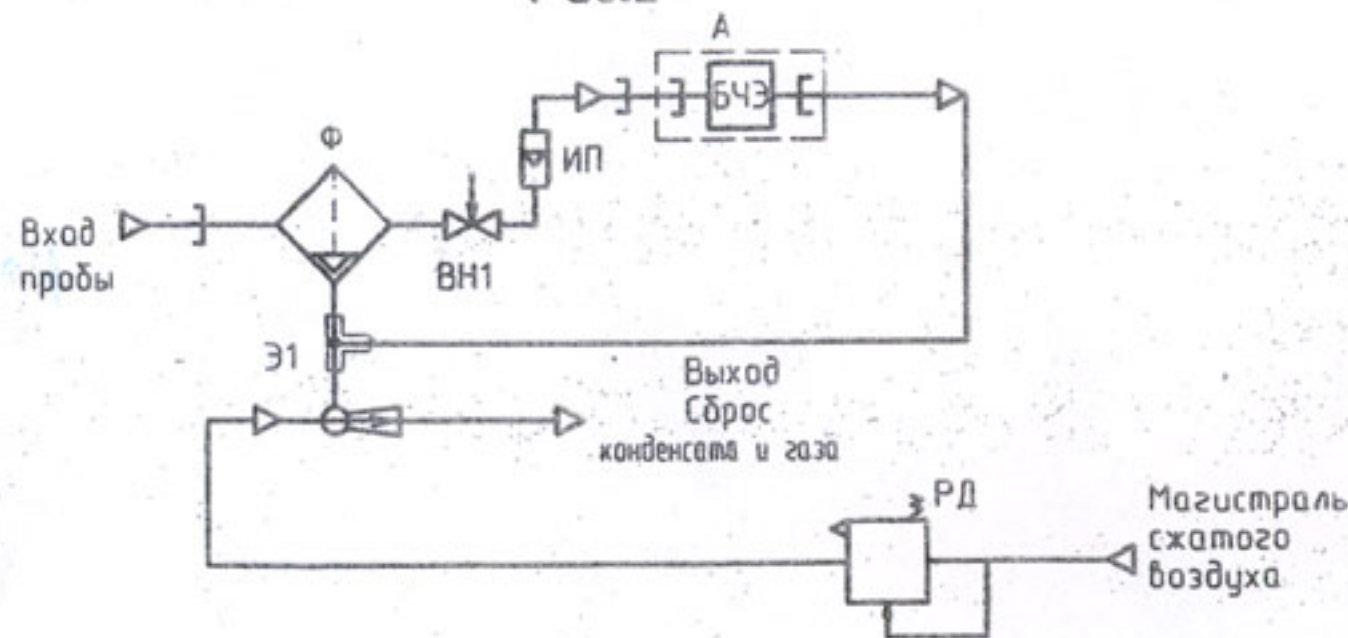 А
БЧЭ
Ф
ИП
Вход
пробы
ВН1
Э1
Выход
Сброс
конденсата и газа
РД
Магистраль
сжатого
воздуха